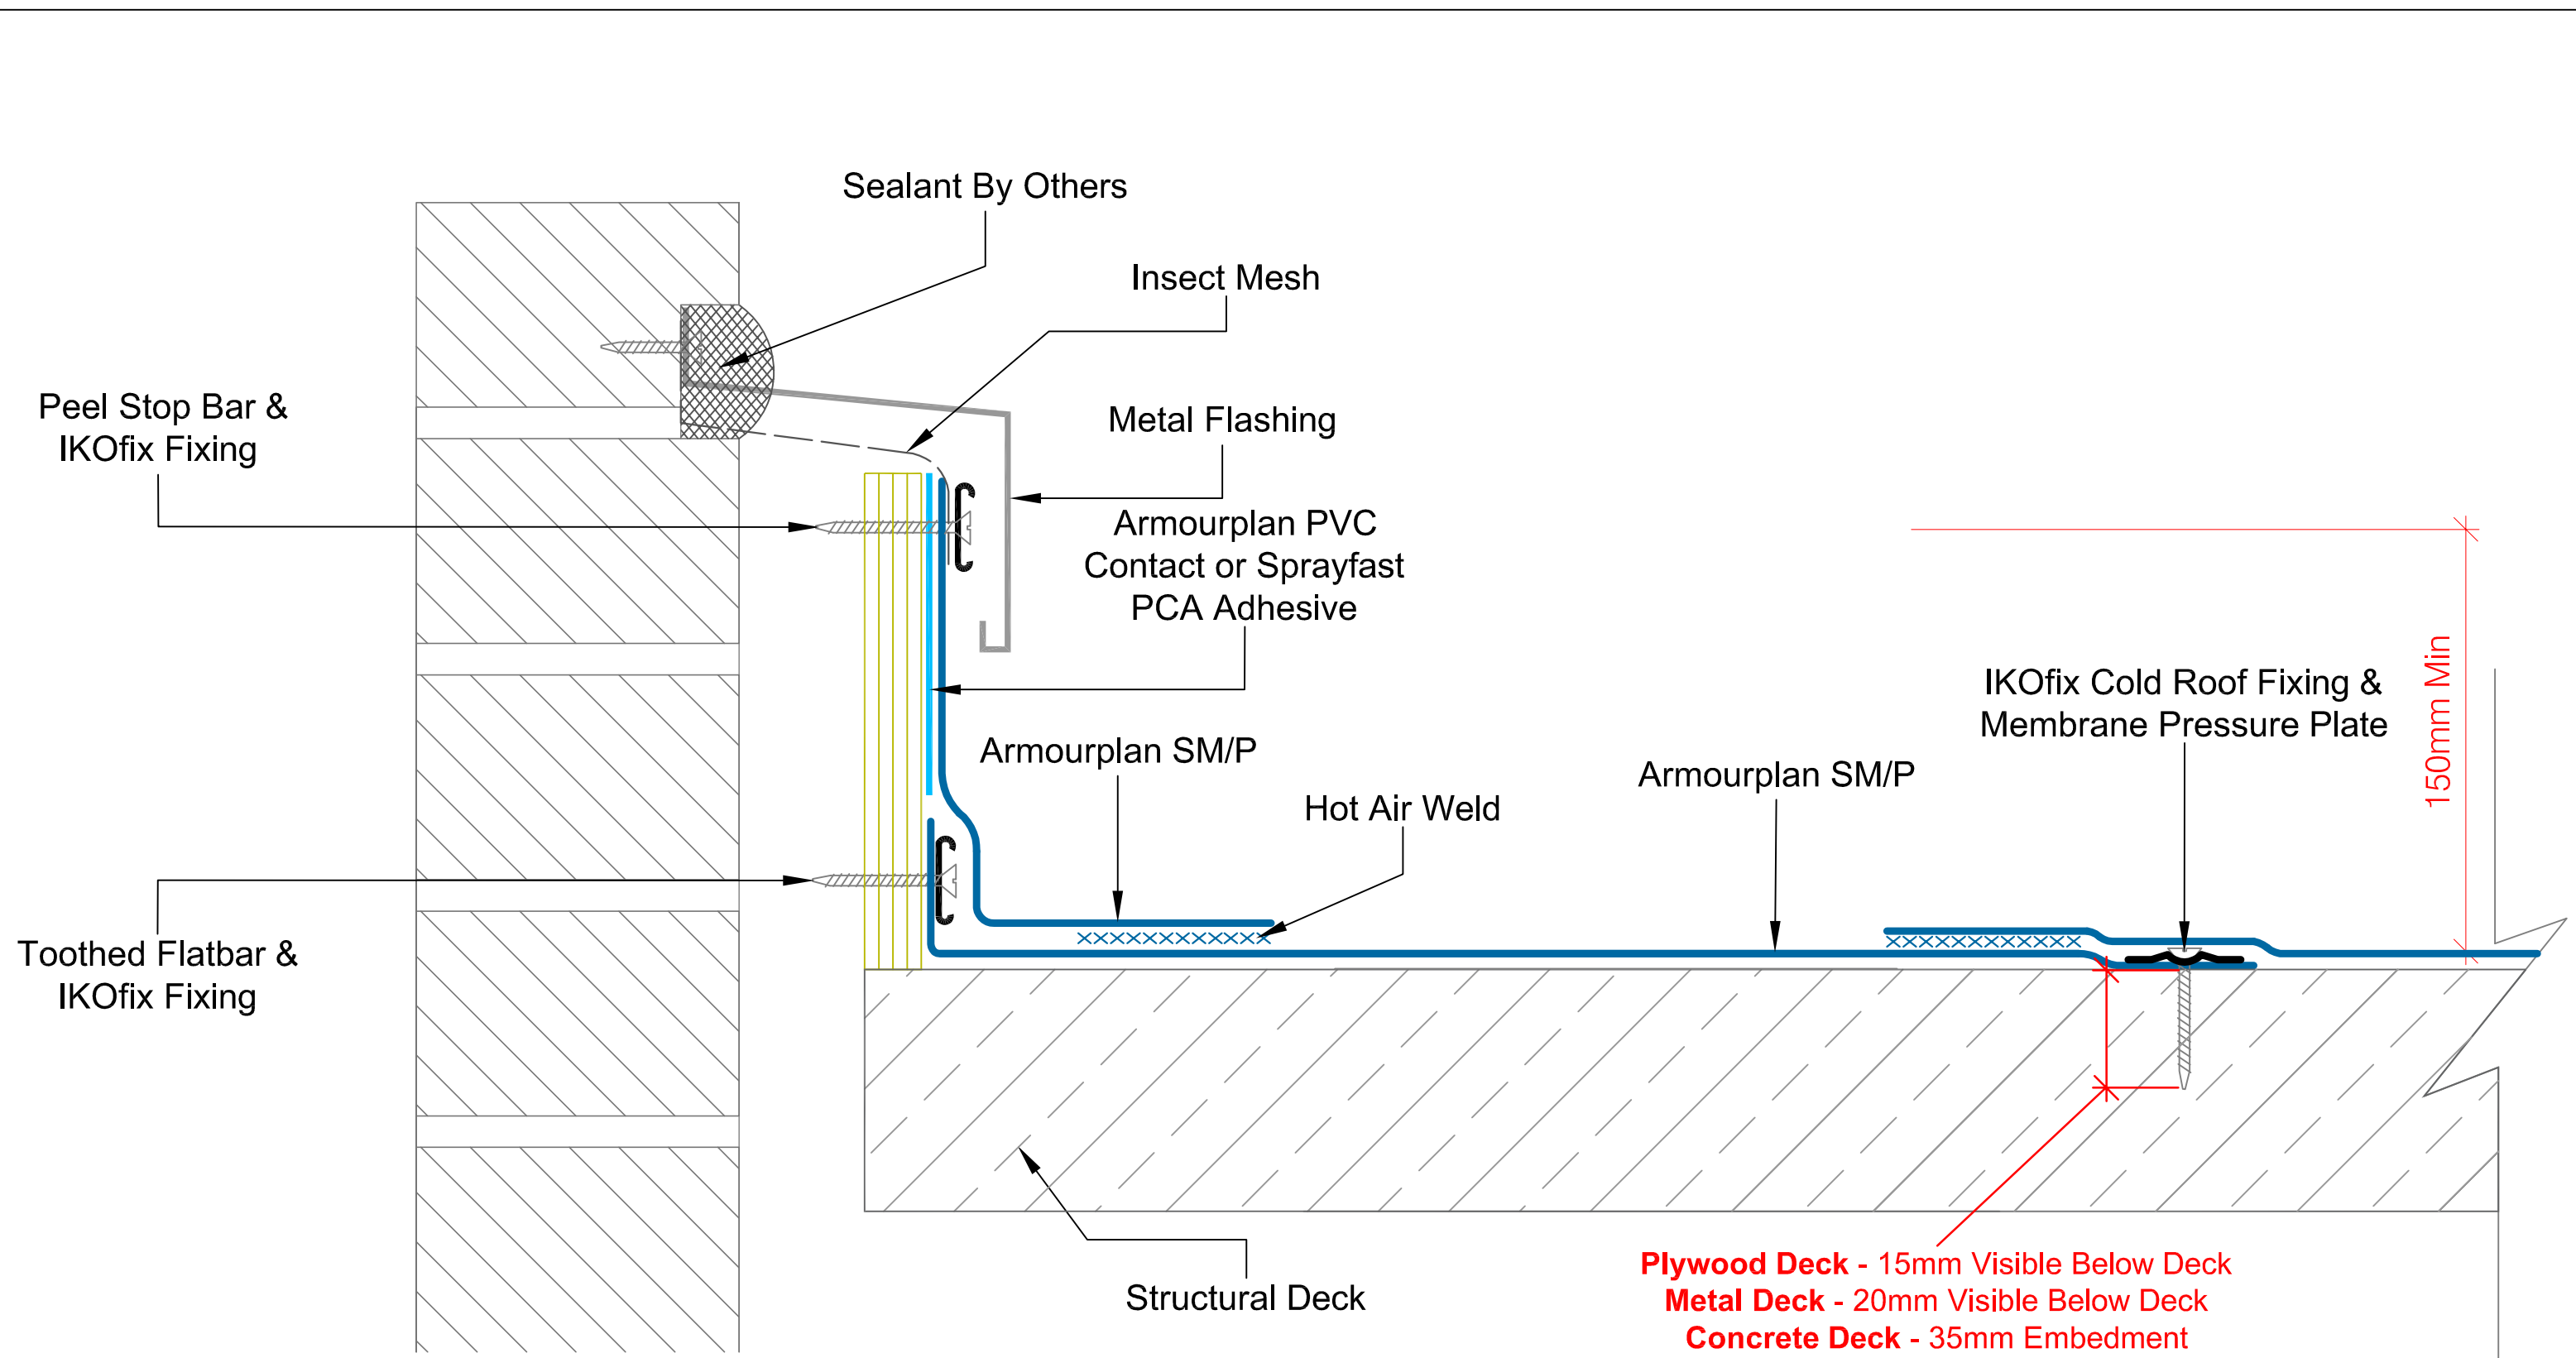 Sealant By Others
Insect Mesh
Peel Stop Bar &
IKOfix Fixing
Metal Flashing
Armourplan PVC
Contact or Sprayfast
PCA Adhesive
150mm Min
IKOfix Cold Roof Fixing &
Membrane Pressure Plate
Armourplan SM/P
Armourplan SM/P
Hot Air Weld
Toothed Flatbar &
IKOfix Fixing
Structural Deck
Plywood Deck - 15mm Visible Below Deck
Metal Deck - 20mm Visible Below Deck
Concrete Deck - 35mm Embedment